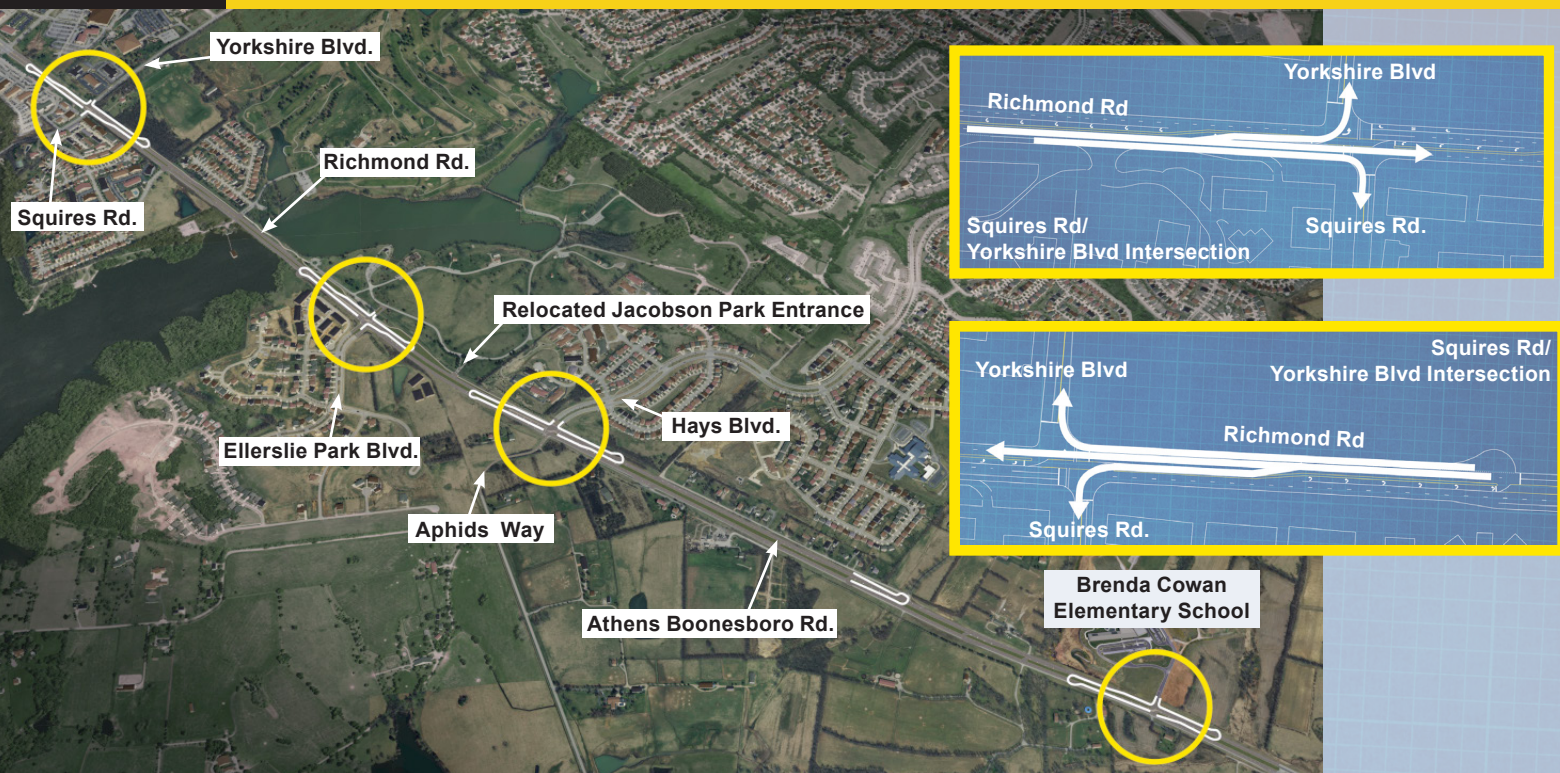 Yorkshire Blvd.
Squires Rd.
Richmond Rd.
Relocated Jacobson Park Entrance
Ellerslie Park Blvd.
Hays Blvd.
Aphids Way
Athens Boonesboro Rd.
Brenda Cowan
Elementary School
Yorkshire Blvd
Richmond Rd
Squires Rd/
Yorkshire Blvd Intersection
Squires Rd.
Squires Rd/
Yorkshire Blvd Intersection
Yorkshire Blvd
Richmond Rd
Squires Rd.